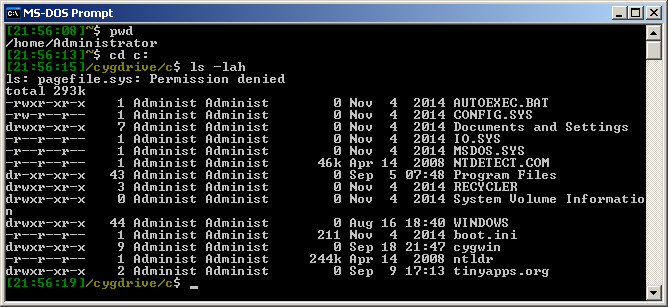 MS-DOS Prompt
[21:56:08]~$ pwd
/home/Administrator
[21:56:13]~$ cd c:
[21:56:15]/cygdrive/c$ ls -lah
ls: pagefile.sys: Permission denied
total 293k
-rwxr-xr-x    1 Administ Administ        0 Nov  4  2014 AUTOEXEC.BAT
-rw-r--r--    1 Administ Administ        0 Nov  4  2014 CONFIG.SYS
drwxr-xr-x    7 Administ Administ        0 Nov  4  2014 Documents and Settings
-r--r--r--    1 Administ Administ        0 Nov  4  2014 IO.SYS
-r--r--r--    1 Administ Administ        0 Nov  4  2014 MSDOS.SYS
-r--r--r--    1 Administ Administ      46k Apr 14  2008 NTDETECT.COM
dr-xr-xr-x   43 Administ Administ        0 Sep  5 07:48 Program Files
drwxr-xr-x    3 Administ Administ        0 Nov  4  2014 RECYCLER
drwxr-xr-x    0 Administ Administ        0 Nov  4  2014 System Volume Informatio
n
drwxr-xr-x   44 Administ Administ        0 Aug 16 18:40 WINDOWS
-r--r--r--    1 Administ Administ      211 Nov  4  2014 boot.ini
drwxr-xr-x    9 Administ Administ        0 Sep 18 21:47 cygwin
-r--r--r--    1 Administ Administ     244k Apr 14  2008 ntldr
drwxr-xr-x    2 Administ Administ        0 Sep  9 17:13 tinyapps.org
[21:56:19]/cygdrive/c$ _